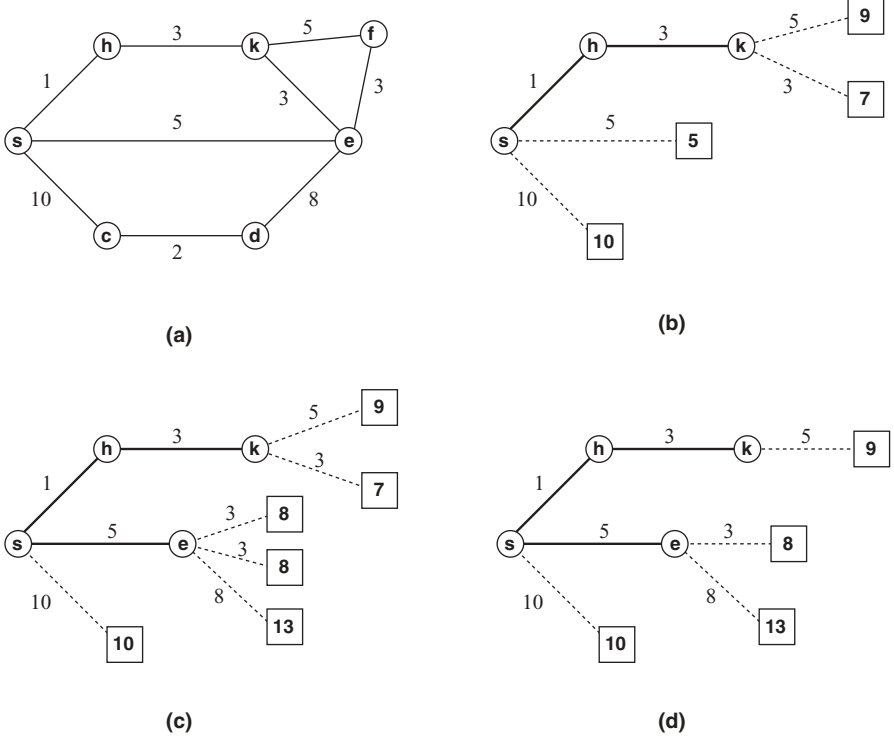 h 3 k 5 f
1 3 3
s 5 e
10 8
c 2 d
(a)
h 3 k 5 9
1 3 7
s 5 5
10
10
(b)
h 3 k 5 9
1 3 7
s 5 e 3 8
3 8
10 8 13
10
(c)
h 3 k 5 9
1
s 5 e 3 8
10 8 13
10
(d)